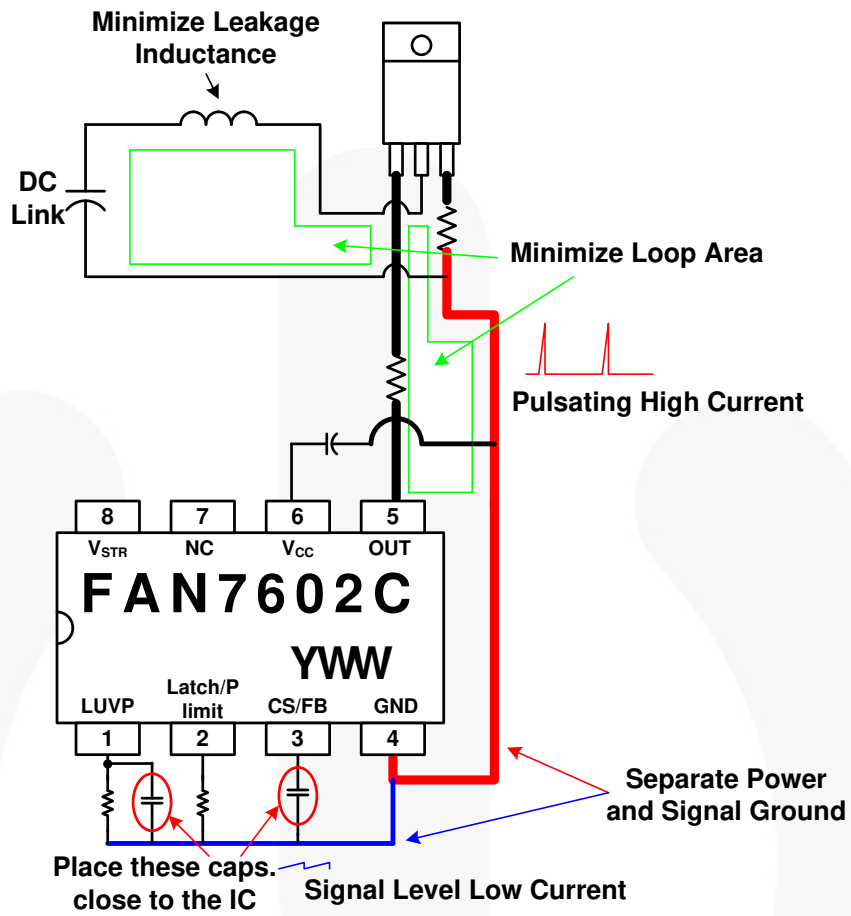 Minimize Leakage
Inductance
DC
Link
Minimize Loop Area
Pulsating High Current
8
7
6
5
VSTR
NC
VCC
OUT
FAN7602C
YWW
LUVP
Latch/P
limit
CS/FB
GND
1
2
3
4
Separate Power
and Signal Ground
Place these caps.
close to the IC
Signal Level Low Current